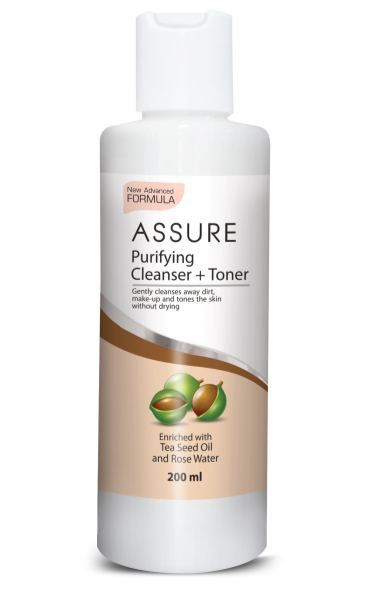 New Advanced
FORMULA
ASSURE
Purifying
Cleanser + Toner
Gently cleanses away dirt,
make-up and tones the skin
without drying
Enriched with
Tea Seed Oil
and Rose Water
200 ml